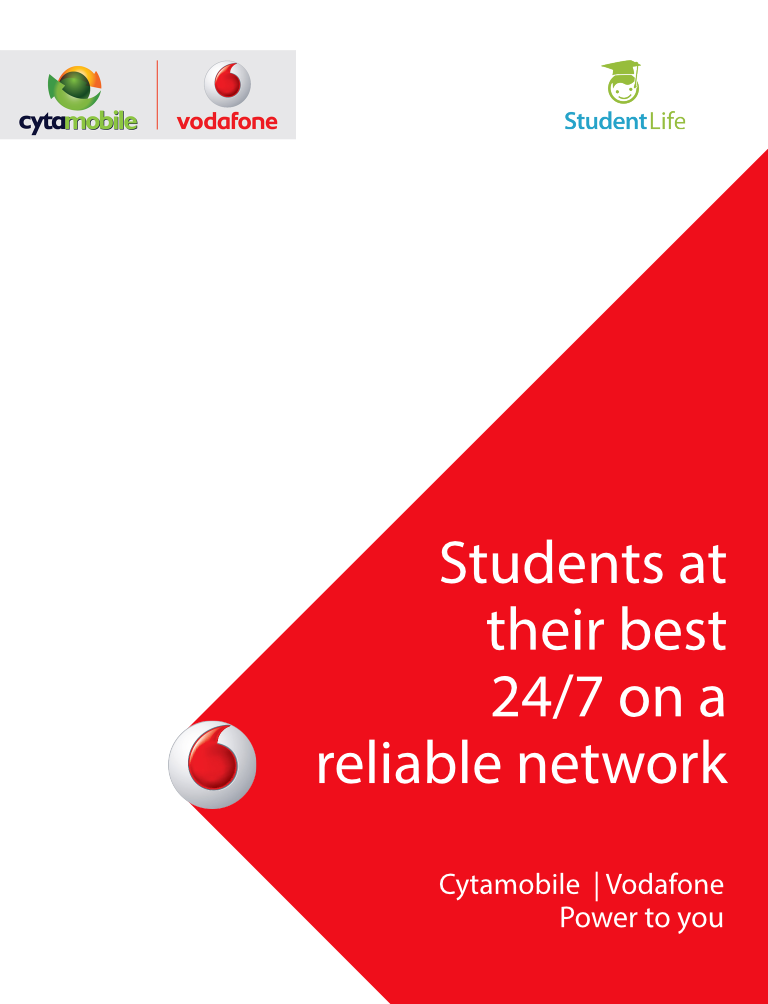 cytamobile
vodafone
StudentLife
Students at
their best
24/7 on a
reliable network
Cytamobile | Vodafone
Power to you